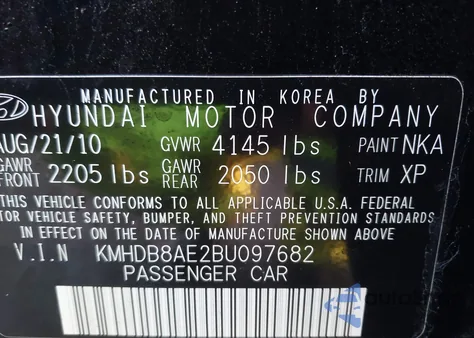 MANUFACTURED IN KOREA BY
HYUNDAI MOTOR COMPANY
AUG/21/10 GVWR 4145 lbs PAINT NKA
GAWR FRONT 2205 lbs GAWR REAR 2050 lbs TRIM XP
THIS VEHICLE CONFORMS TO ALL APPLICABLE U.S.A. FEDERAL
MOTOR VEHICLE SAFETY, BUMPER, AND THEFT PREVENTION STANDARDS
IN EFFECT ON THE DATE OF MANUFACTURE SHOWN ABOVE
V.I.N KMHDB8AE2BU097682
PASSENGER CAR